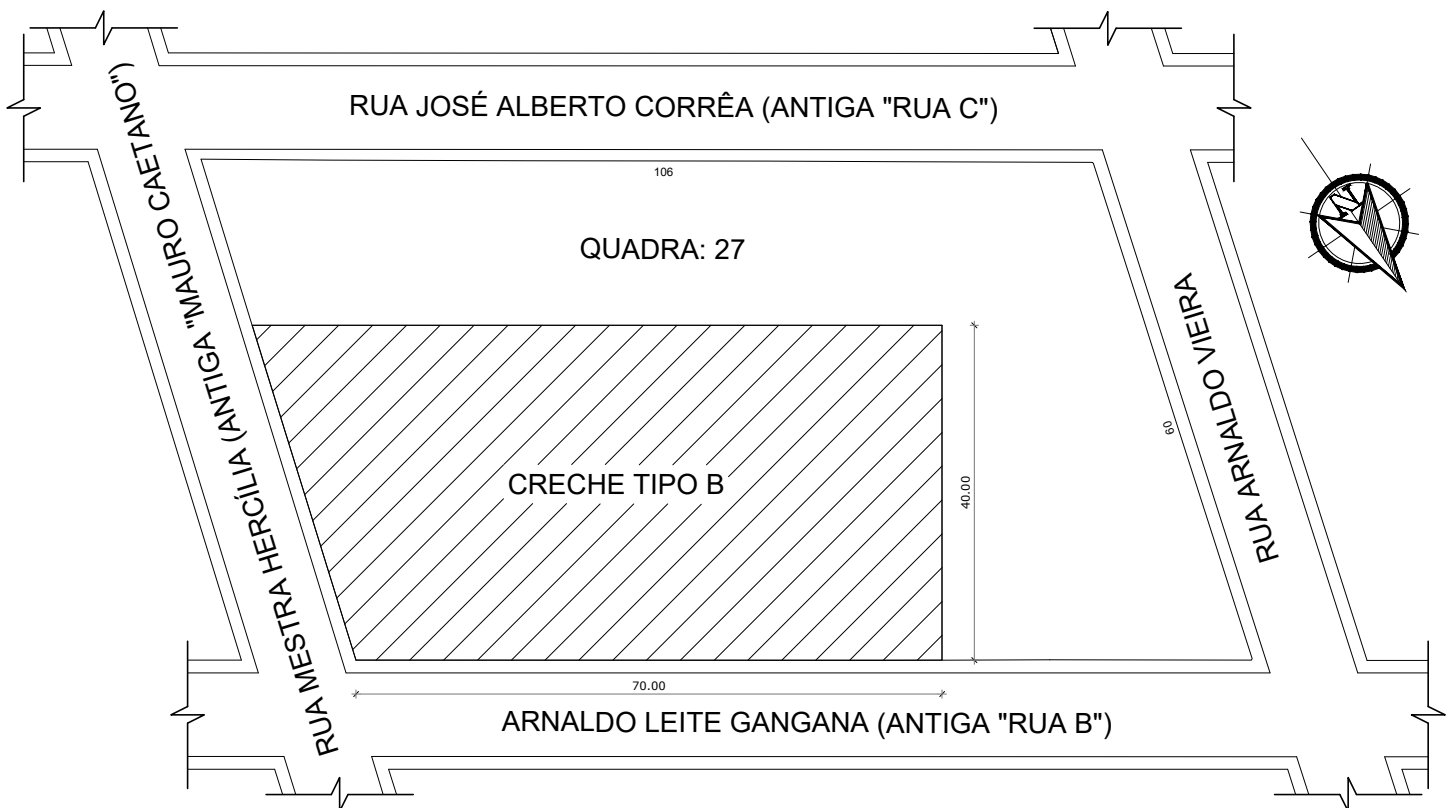 RUA JOSÉ ALBERTO CORRÊA (ANTIGA "RUA C")
106
RUA MESTRA HERCÍLIA (ANTIGA "MAURO CAETANO")
N
QUADRA: 27
RUA ARNALDO VIEIRA
60
CRECHE TIPO B
40.00
70.00
ARNALDO LEITE GANGANA (ANTIGA "RUA B")